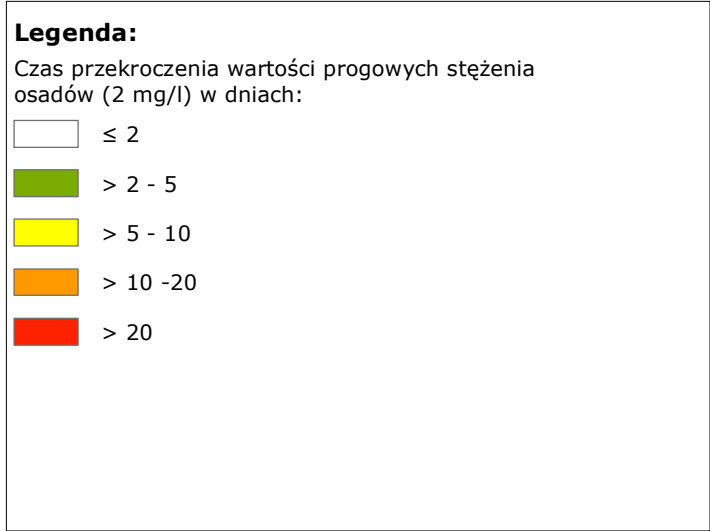 Legenda:
Czas przekroczenia wartości progowych stężenia
osadów (2 mg/l) w dniach:
≤ 2
> 2 - 5
> 5 - 10
> 10 -20
> 20